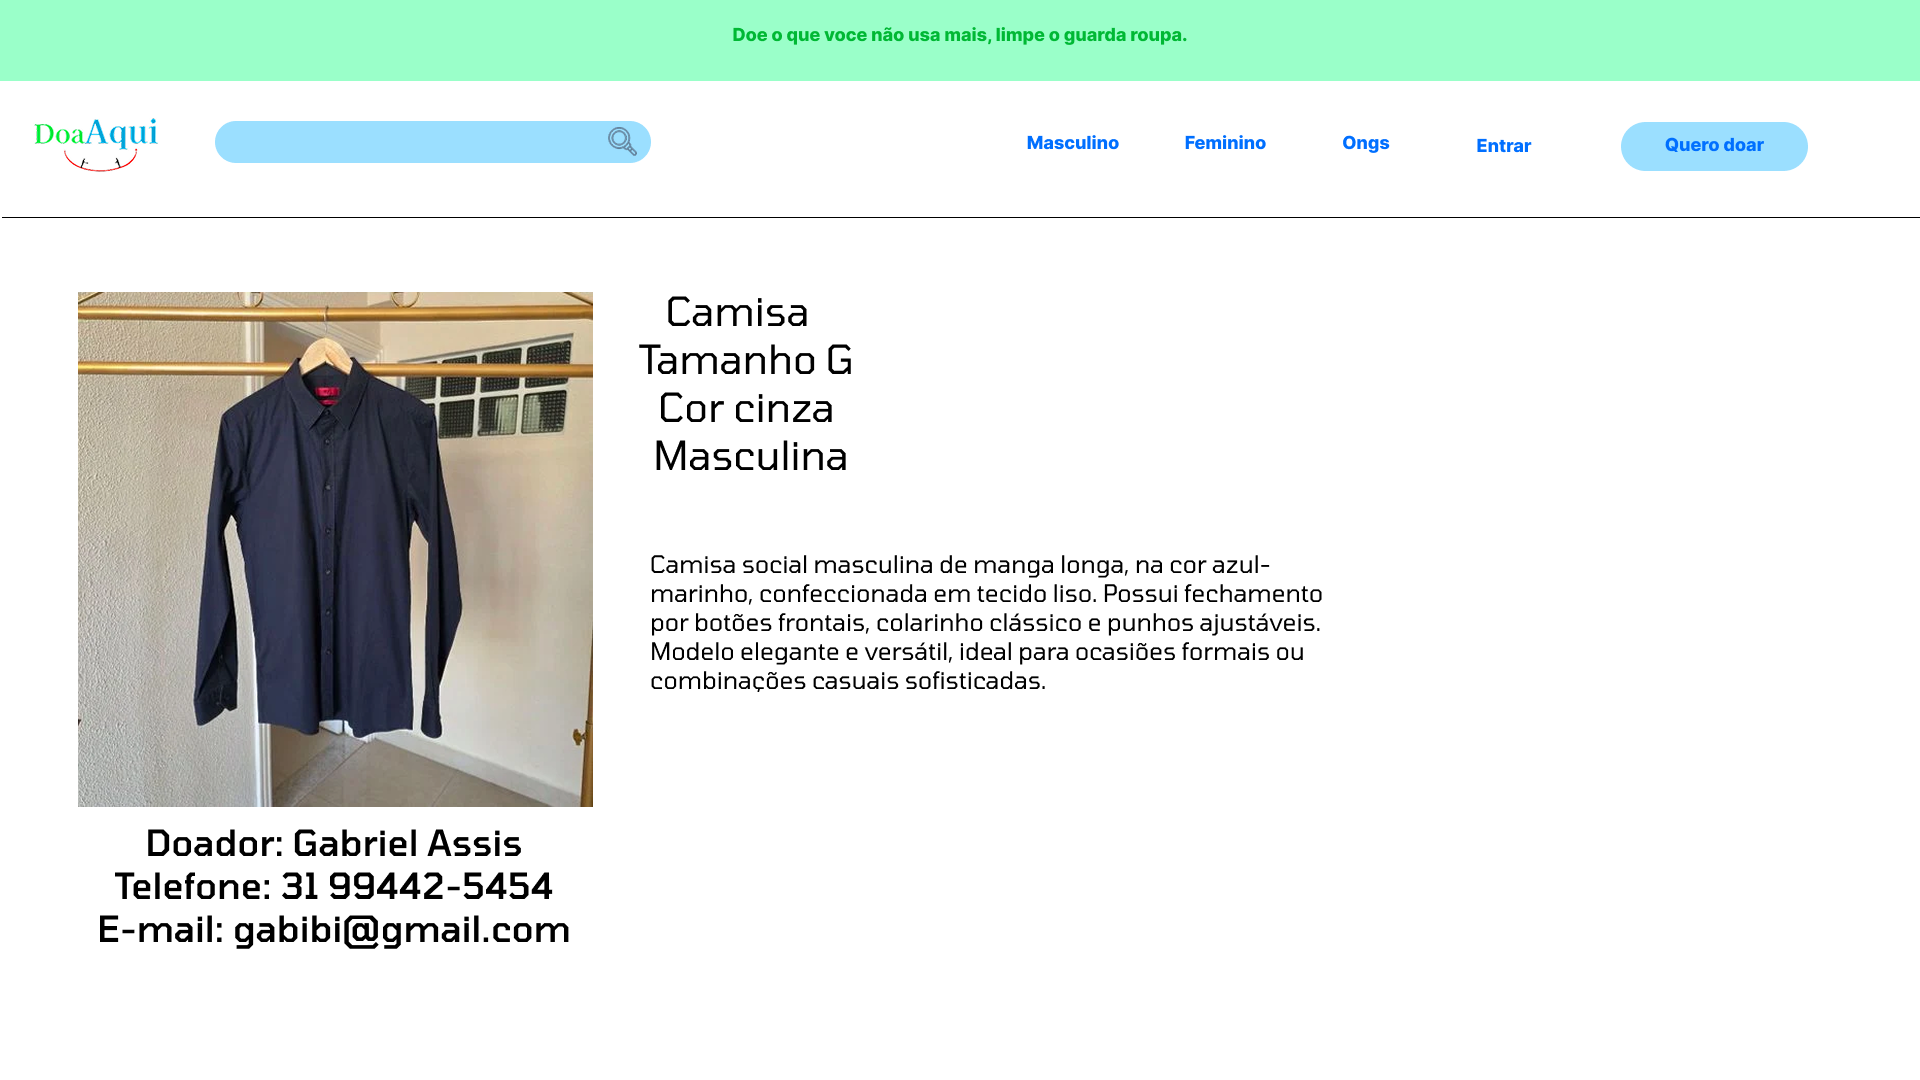 Doe o que voce não usa mais, limpe o guarda roupa.
DoaAqui
Masculino
Feminino
Ongs
Entrar
Quero doar
Camisa
Tamanho G
Cor cinza
Masculina
Camisa social masculina de manga longa, na cor azul-
marinho, confeccionada em tecido liso. Possui fechamento
por botões frontais, colarinho clássico e punhos ajustáveis.
Modelo elegante e versátil, ideal para ocasiões formais ou
combinações casuais sofisticadas.
Doador: Gabriel Assis
Telefone: 31 99442-5454
E-mail: gabibi@gmail.com